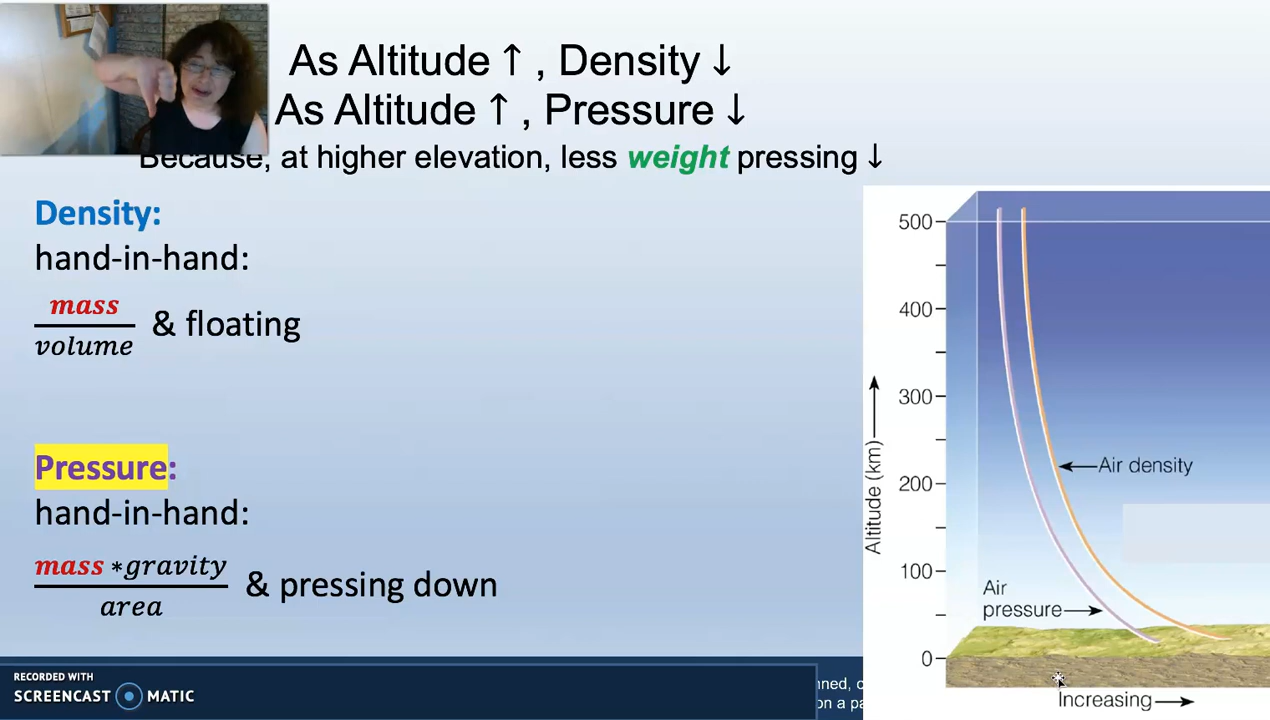 As Altitude ↑ , Density ↓
As Altitude ↑ , Pressure ↓
Because, at higher elevation, less weight pressing ↓
Density:
hand-in-hand:
mass
volume
& floating
Pressure:
hand-in-hand:
mass *gravity
area
& pressing down
500
400
300
200
100
0
Altitude (km)
Air density
Air
pressure
Increasing
RECORDED WITH
SCREENCAST MATIC